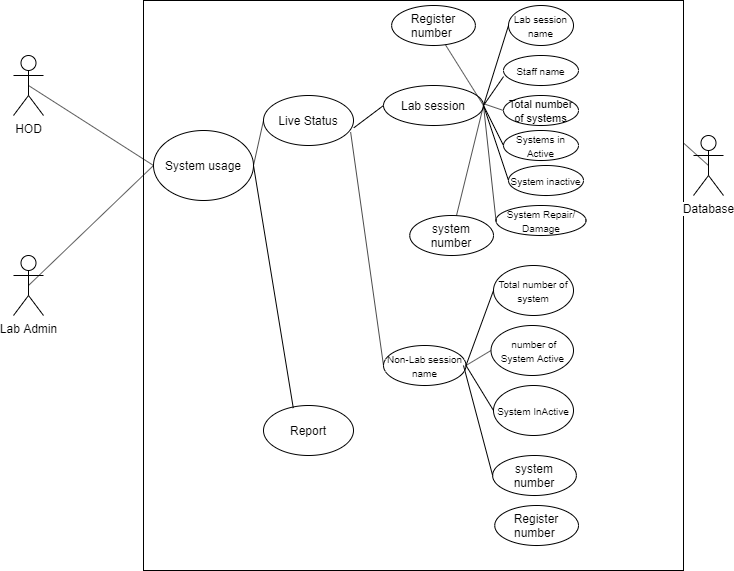 Register
number
Lab session
name
Staff name
HOD
Live Status
Lab session
Total number
of systems
Systems in
Active
System usage
System inactive
Database
system
number
System Repair/
Damage
Lab Admin
Total number of
system
number of
System Active
Non-Lab session
name
System InActive
Report
system
number
Register
number